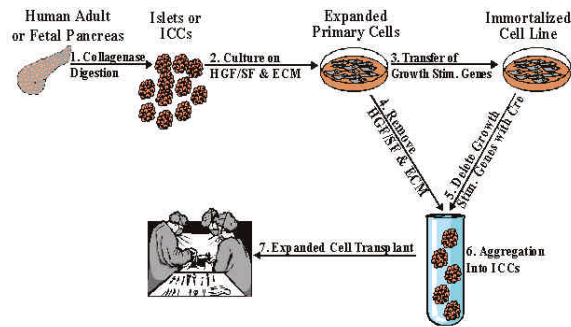 Human Adult
or Fetal Pancreas
Islets or
ICCs
Expanded
Primary Cells
Immortalized
Cell Line
1. Collagenase
Digestion
2. Culture on
HGF/SF & ECM
3. Transfer of
Growth Stim. Genes
4. Remove
HGF/SF & ECM
5. Delete Growth
Stim. Genes with Cre
6. Aggregation
Into ICCs
7. Expanded Cell Transplant